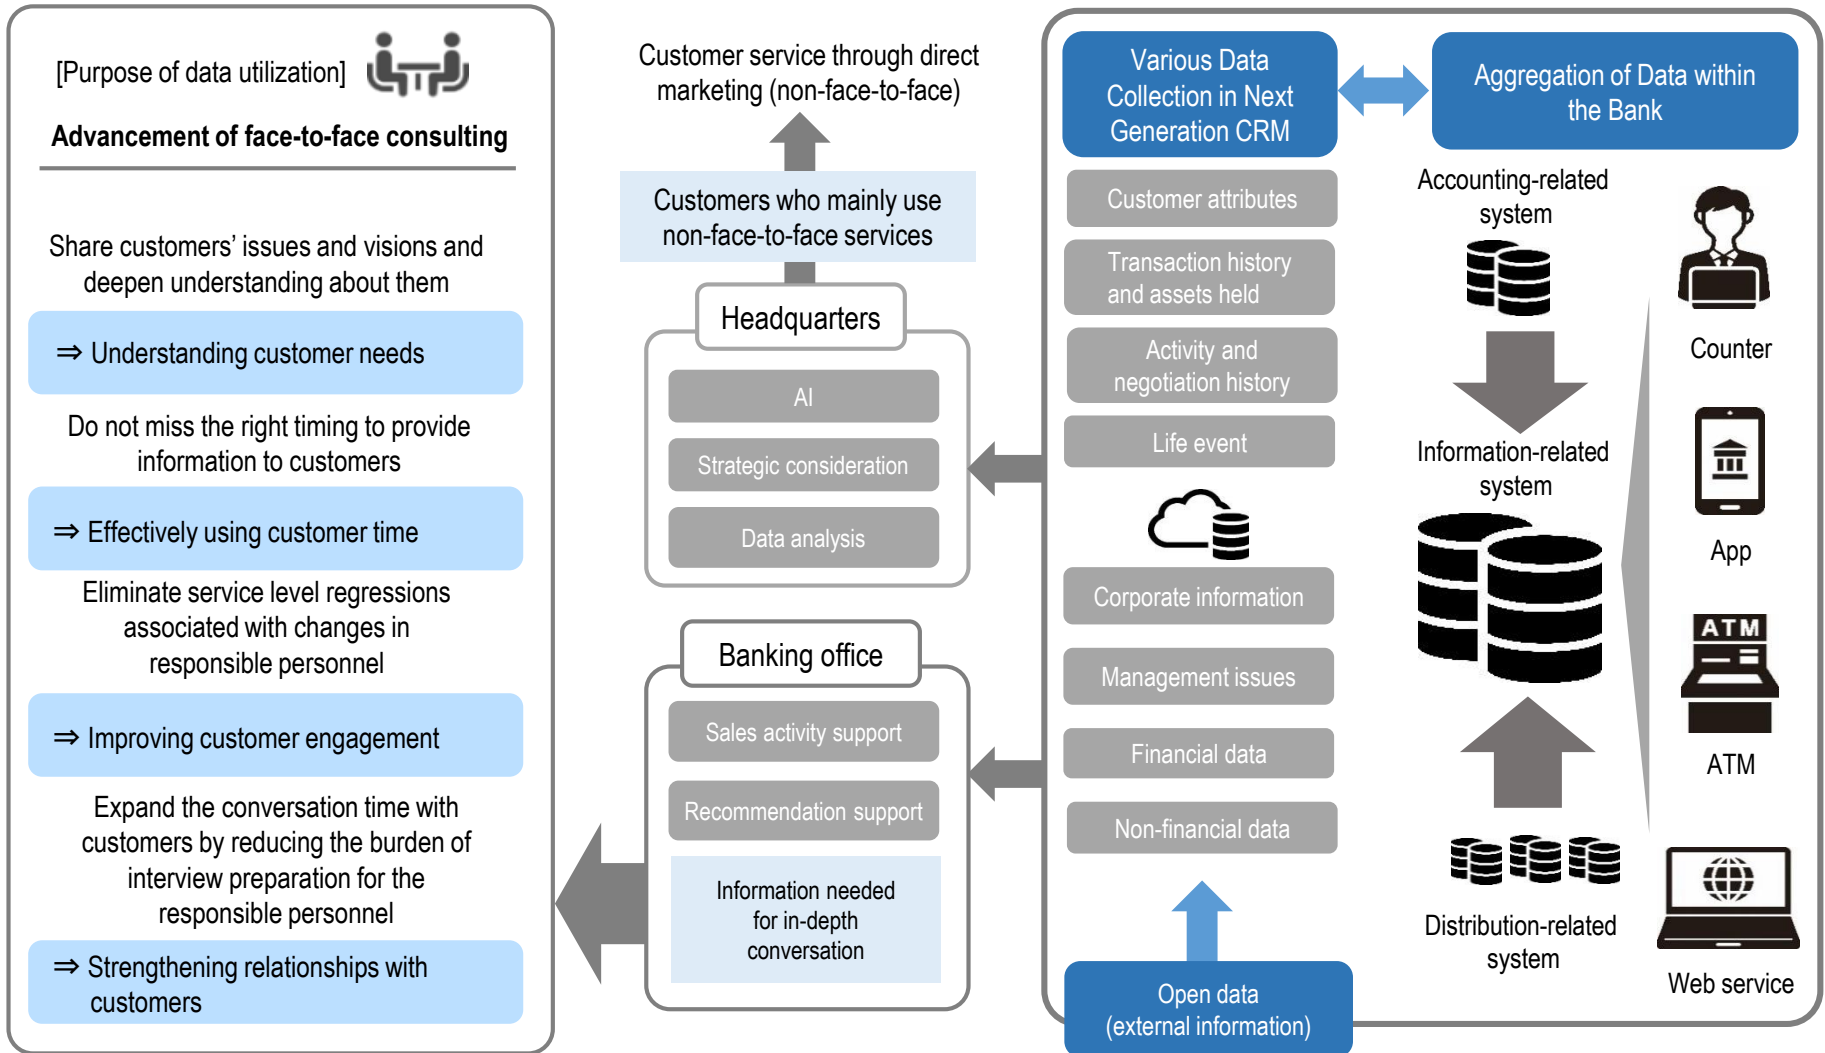 [Purpose of data utilization]
Advancement of face-to-face consulting
Share customers’ issues and visions and
deepen understanding about them
⇒ Understanding customer needs
Do not miss the right timing to provide
information to customers
⇒ Effectively using customer time
Eliminate service level regressions
associated with changes in
responsible personnel
⇒ Improving customer engagement
Expand the conversation time with
customers by reducing the burden of
interview preparation for the
responsible personnel
⇒ Strengthening relationships with
customers
Customer service through direct
marketing (non-face-to-face)
Customers who mainly use
non-face-to-face services
Headquarters
AI
Strategic consideration
Data analysis
Banking office
Sales activity support
Recommendation support
Information needed
for in-depth
conversation
Various Data
Collection in Next
Generation CRM
Customer attributes
Transaction history
and assets held
Activity and
negotiation history
Life event
Corporate information
Management issues
Financial data
Non-financial data
Open data
(external information)
Aggregation of Data within
the Bank
Accounting-related
system
Information-related
system
Distribution-related
system
Counter
App
ATM
ATM
Web service